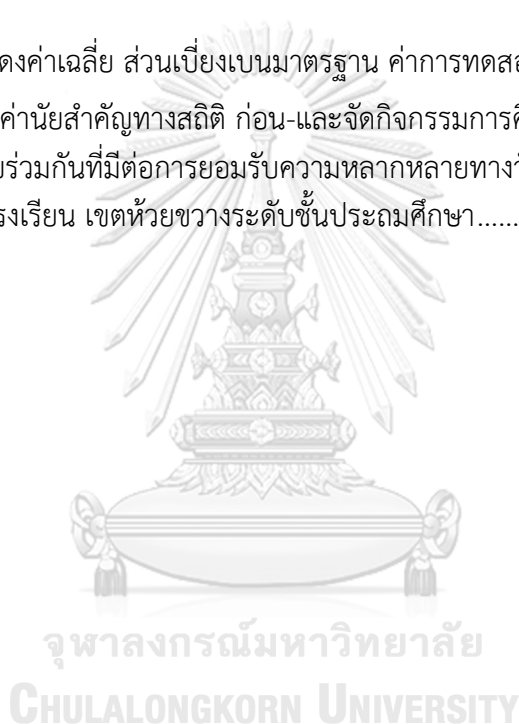 ดงค่าเฉลี่ย ส่วนเบี่ยงเบนมาตรฐาน ค่าการทดสอ
ค่านัยสำคัญทางสถิติ ก่อน-และจัดกิจกรรมการคิ
ร่วมกันที่มีต่อการยอมรับความหลากหลายทาง
รงเรียน เขตห้วยขวางระดับชั้นประถมศึกษา......
จุฬาลงกรณ์มหาวิทยาลัย
CHULALONGKORN UNIVERSITY